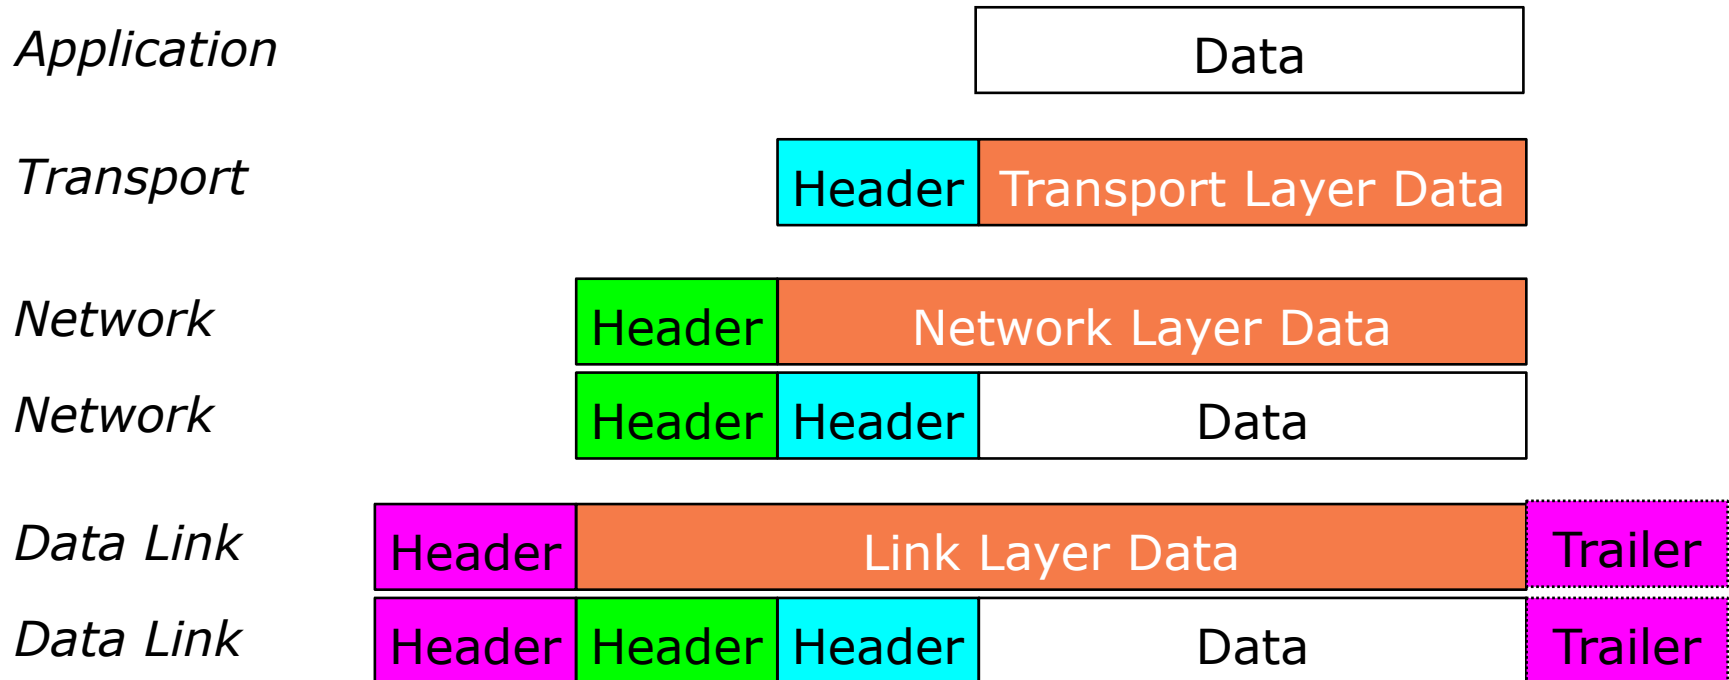 Application Data
Transport Header Transport Layer Data
Network Header Network Layer Data
Network Header Header Data
Data Link Header Link Layer Data Trailer
Data Link Header Header Header Data Trailer